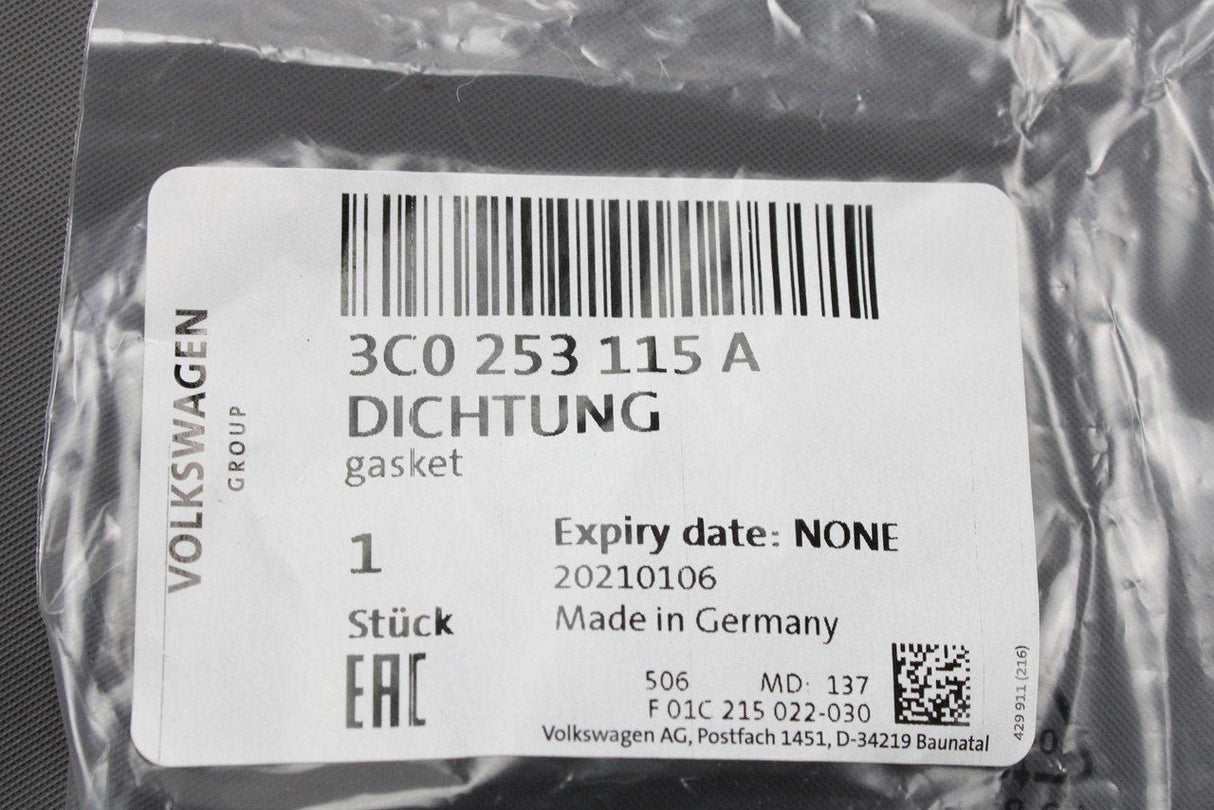 VOLKSWAGEN
GROUP
3C0 253 115 A
DICHTUNG
gasket
1
Stück
EAC
Expiry date: NONE
20210106
Made in Germany
506 MD: 137
F 01C 215 022-030
Volkswagen AG, Postfach 1451, D-34219 Baunatal
429 911 (216)